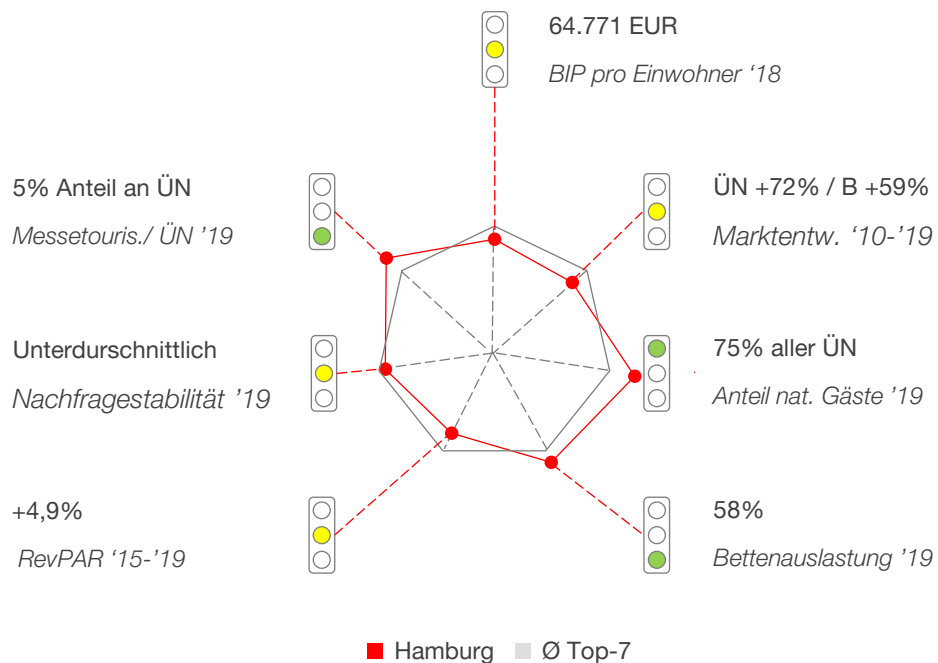 64.771 EUR
BIP pro Einwohner ‘18
5% Anteil an ÜN
Messetouris./ ÜN ’19
ÜN +72% / B +59%
Marktentw. ‘10-’19
Unterdurschnittlich
Nachfragestabilität ’19
75% aller ÜN
Anteil nat. Gäste ’19
+4,9%
RevPAR ‘15-’19
58%
Bettenauslastung ’19
Hamburg
Ø Top-7